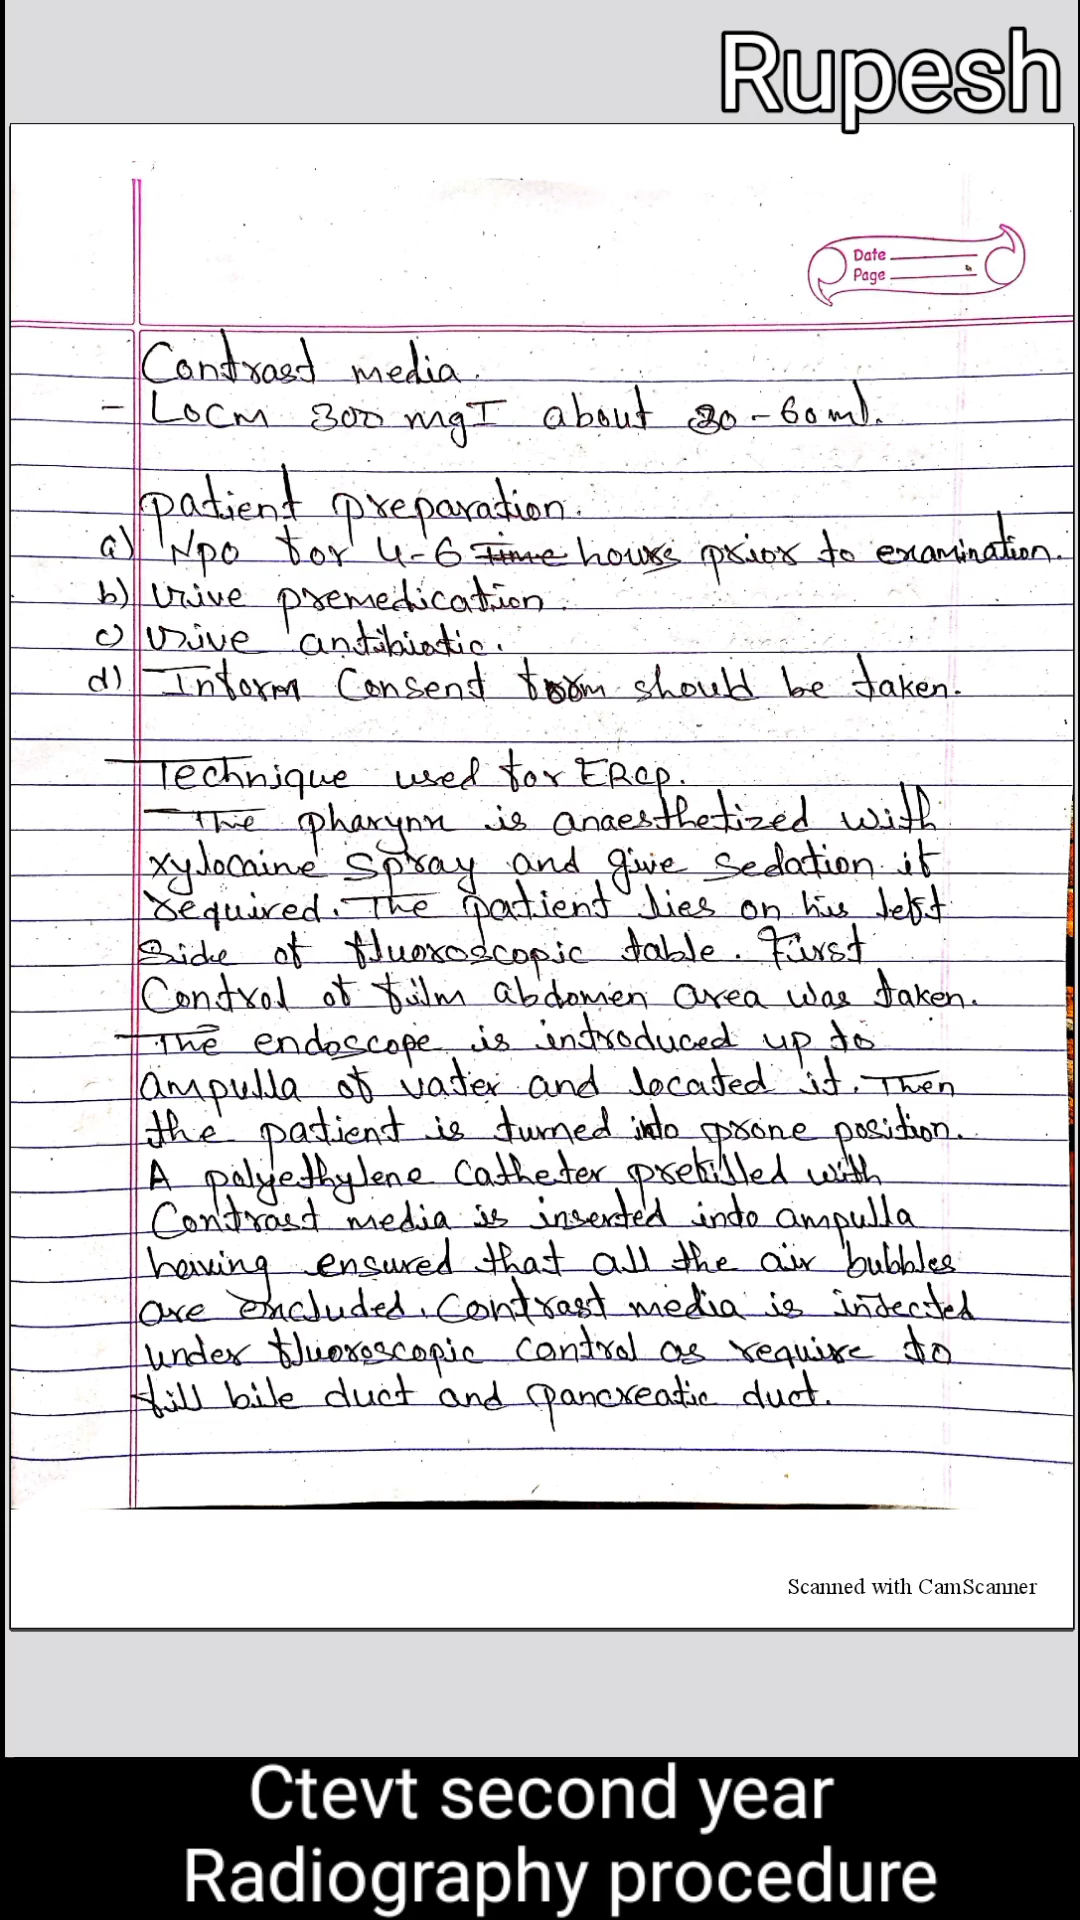 Rupesh
Date
Page
Contrast media.
- LOCM 300 mgI about 30-60ml.
patient preparation.
a) Npo for 4-6 Time hours prior to examination.
b) Give premedication.
c) Give antibiotic.
d) Inform Consent form should be taken.
Technique used for ERCP.
The pharynx is anaesthetized with
xylocaine spray and give sedation if
required. The patient lies on his left
Side of fluoroscopic table. First
Control of film abdomen area was taken.
The endoscope is introduced up to
ampulla of vater and located it. Then
the patient is turned into prone position.
A polyethylene catheter prefilled with
Contrast media is inserted into ampulla
having ensured that all the air bubbles
are excluded. Contrast media is injected
under fluoroscopic control as require to
fill bile duct and pancreatic duct.
Scanned with CamScanner
Ctevt second year
Radiography procedure